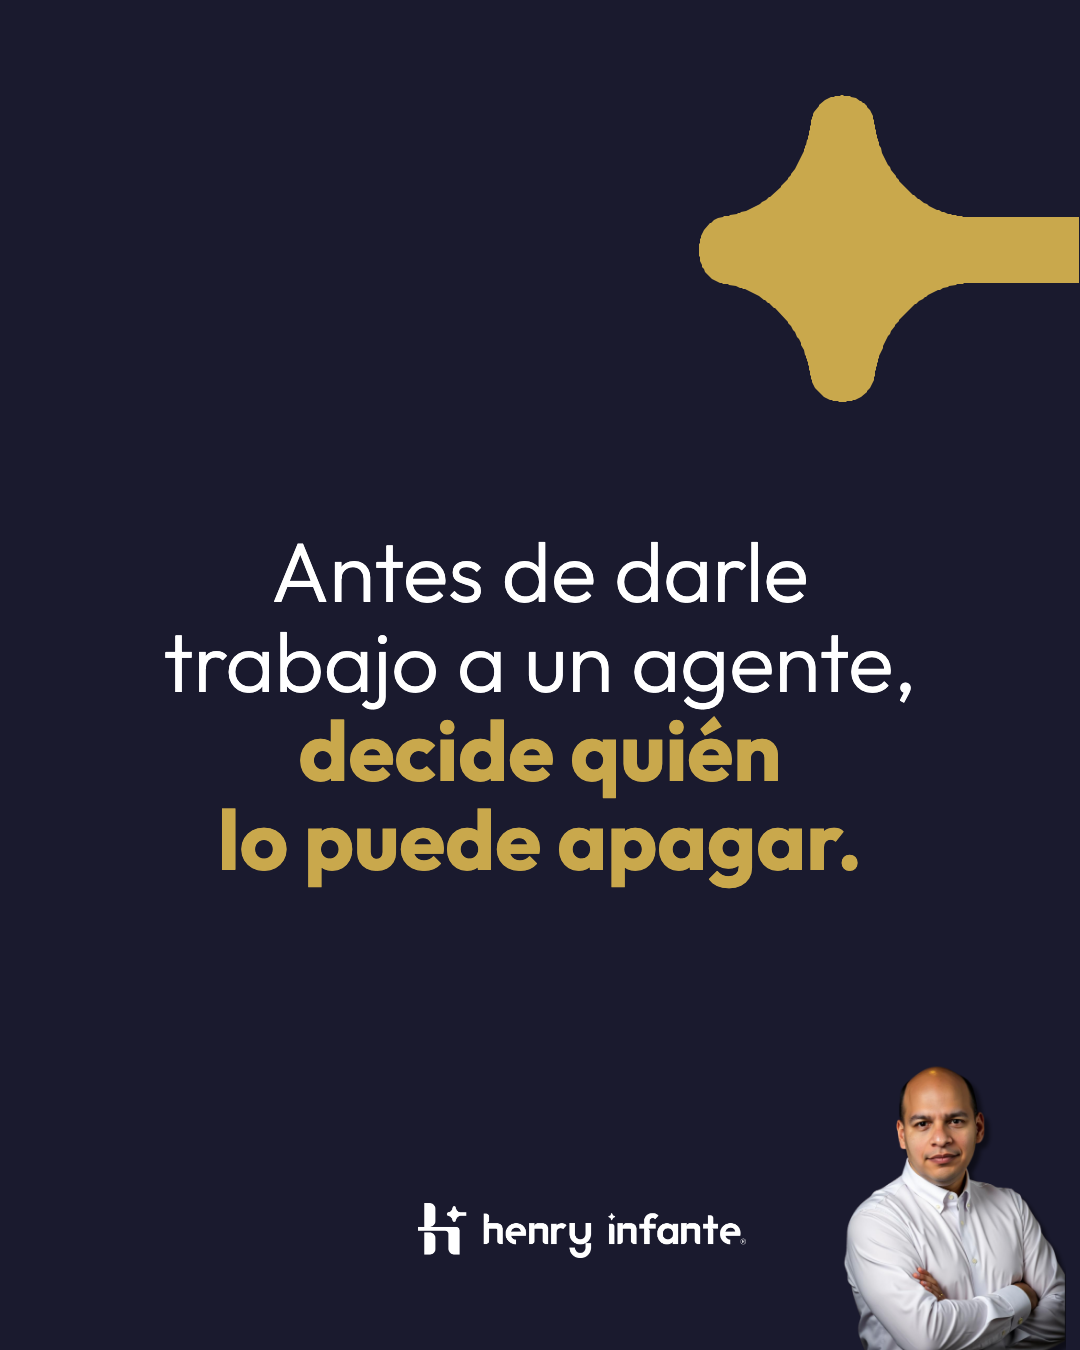 Antes de darle
trabajo a un agente,
decide quién
lo puede apagar.
henry infante®